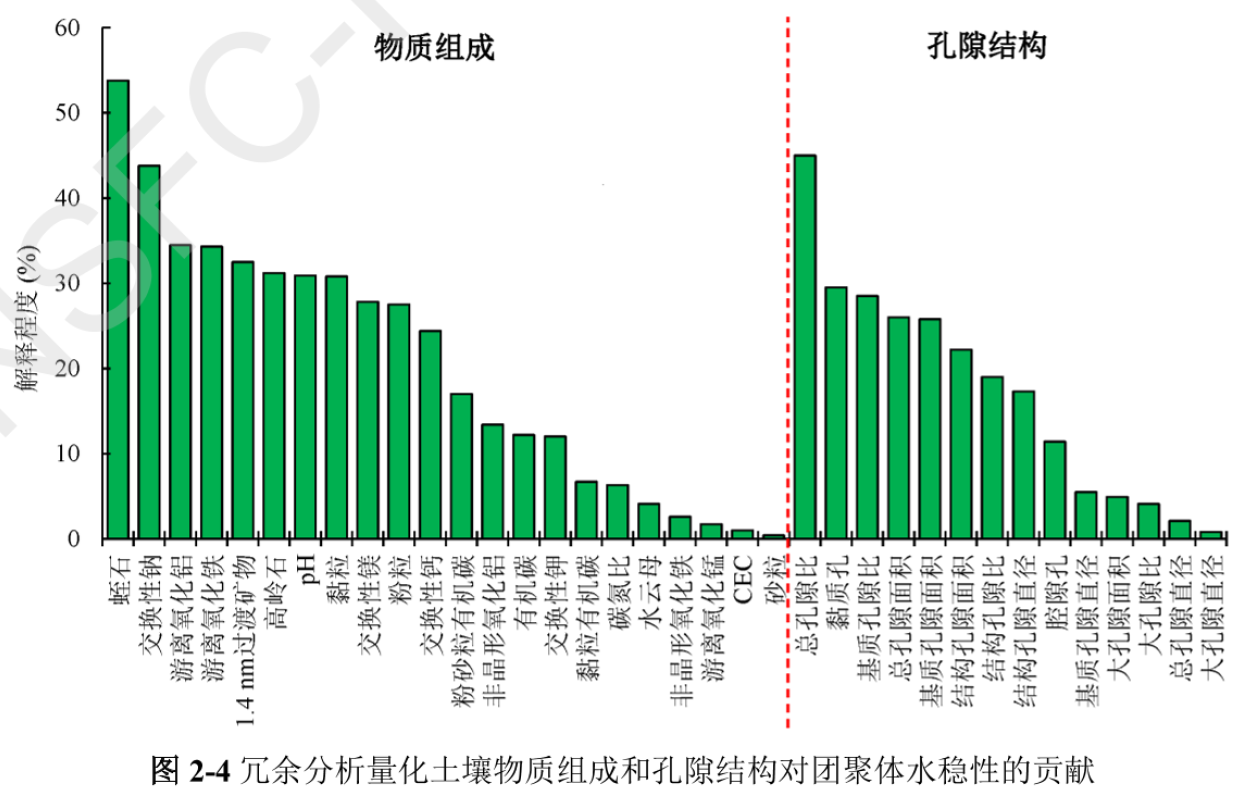 物质组成
孔隙结构
60
50
40
30
20
10
0
解释程度 (%)
蛭石
交换性钠
游离氧化铝
游离氧化铁
1.4 nm过渡矿物
高岭石
pH
黏粒
交换性镁
粉粒
交换性钙
粉砂粒有机碳
非晶形氧化铝
有机碳
交换性钾
黏粒有机碳
碳氮比
水云母
非晶形氧化铁
游离氧化锰
CEC
砂粒
总孔隙比
黏质孔
基质孔隙比
总孔隙面积
基质孔隙面积
结构孔隙面积
结构孔隙比
结构孔隙直径
腔隙孔
基质孔隙直径
大孔隙面积
大孔隙比
总孔隙直径
大孔隙直径
图 2-4 冗余分析量化土壤物质组成和孔隙结构对团聚体水稳性的贡献
NSFC-